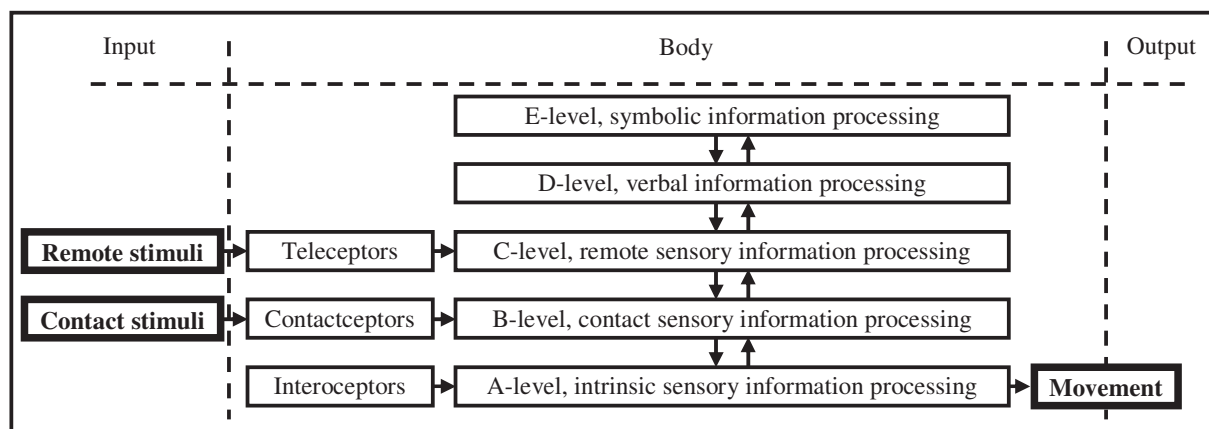 Input Body Output
E-level, symbolic information processing
D-level, verbal information processing
Remote stimuli Teleceptors C-level, remote sensory information processing
Contact stimuli Contactceptors B-level, contact sensory information processing
Interoceptors A-level, intrinsic sensory information processing Movement